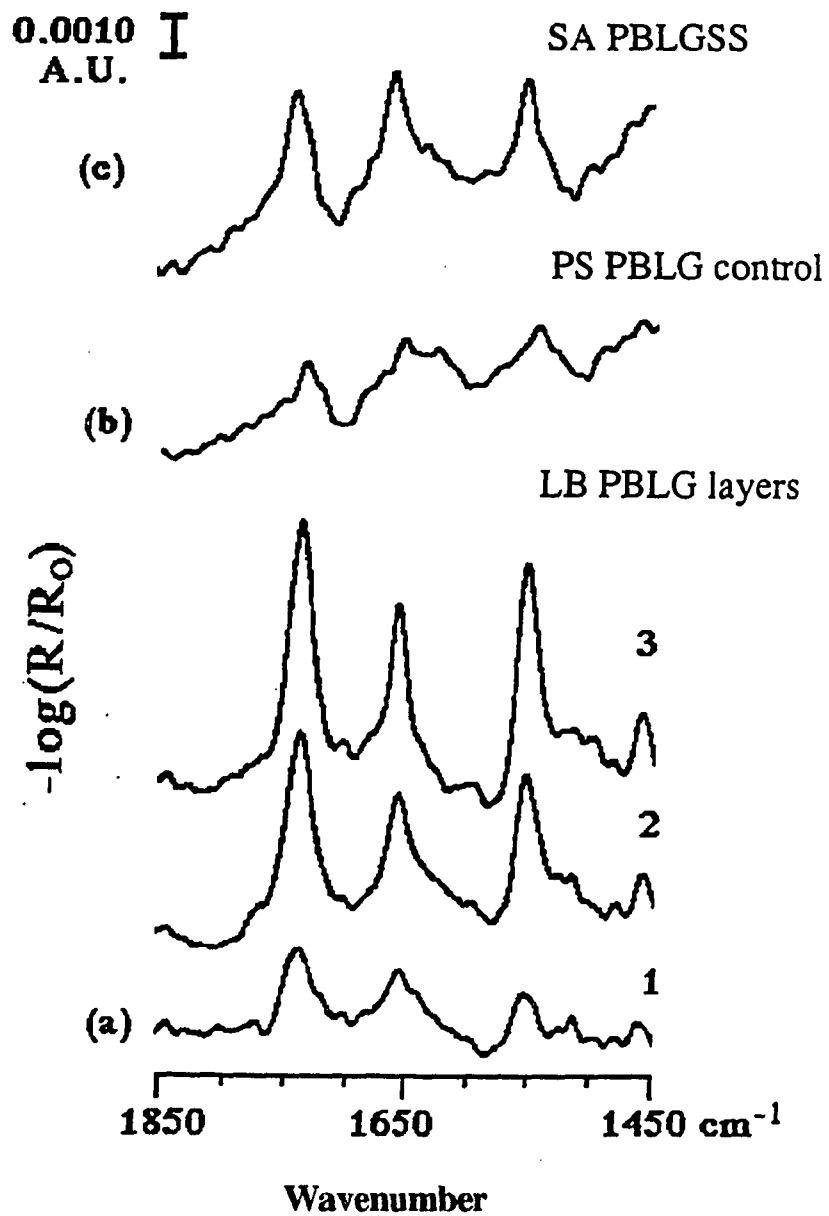 0.0010
A.U.
SA PBLGSS
(c)
PS PBLG control
(b)
LB PBLG layers
-log(R/R₀)
3
2
1
(a)
1850 1650 1450 cm⁻¹
Wavenumber